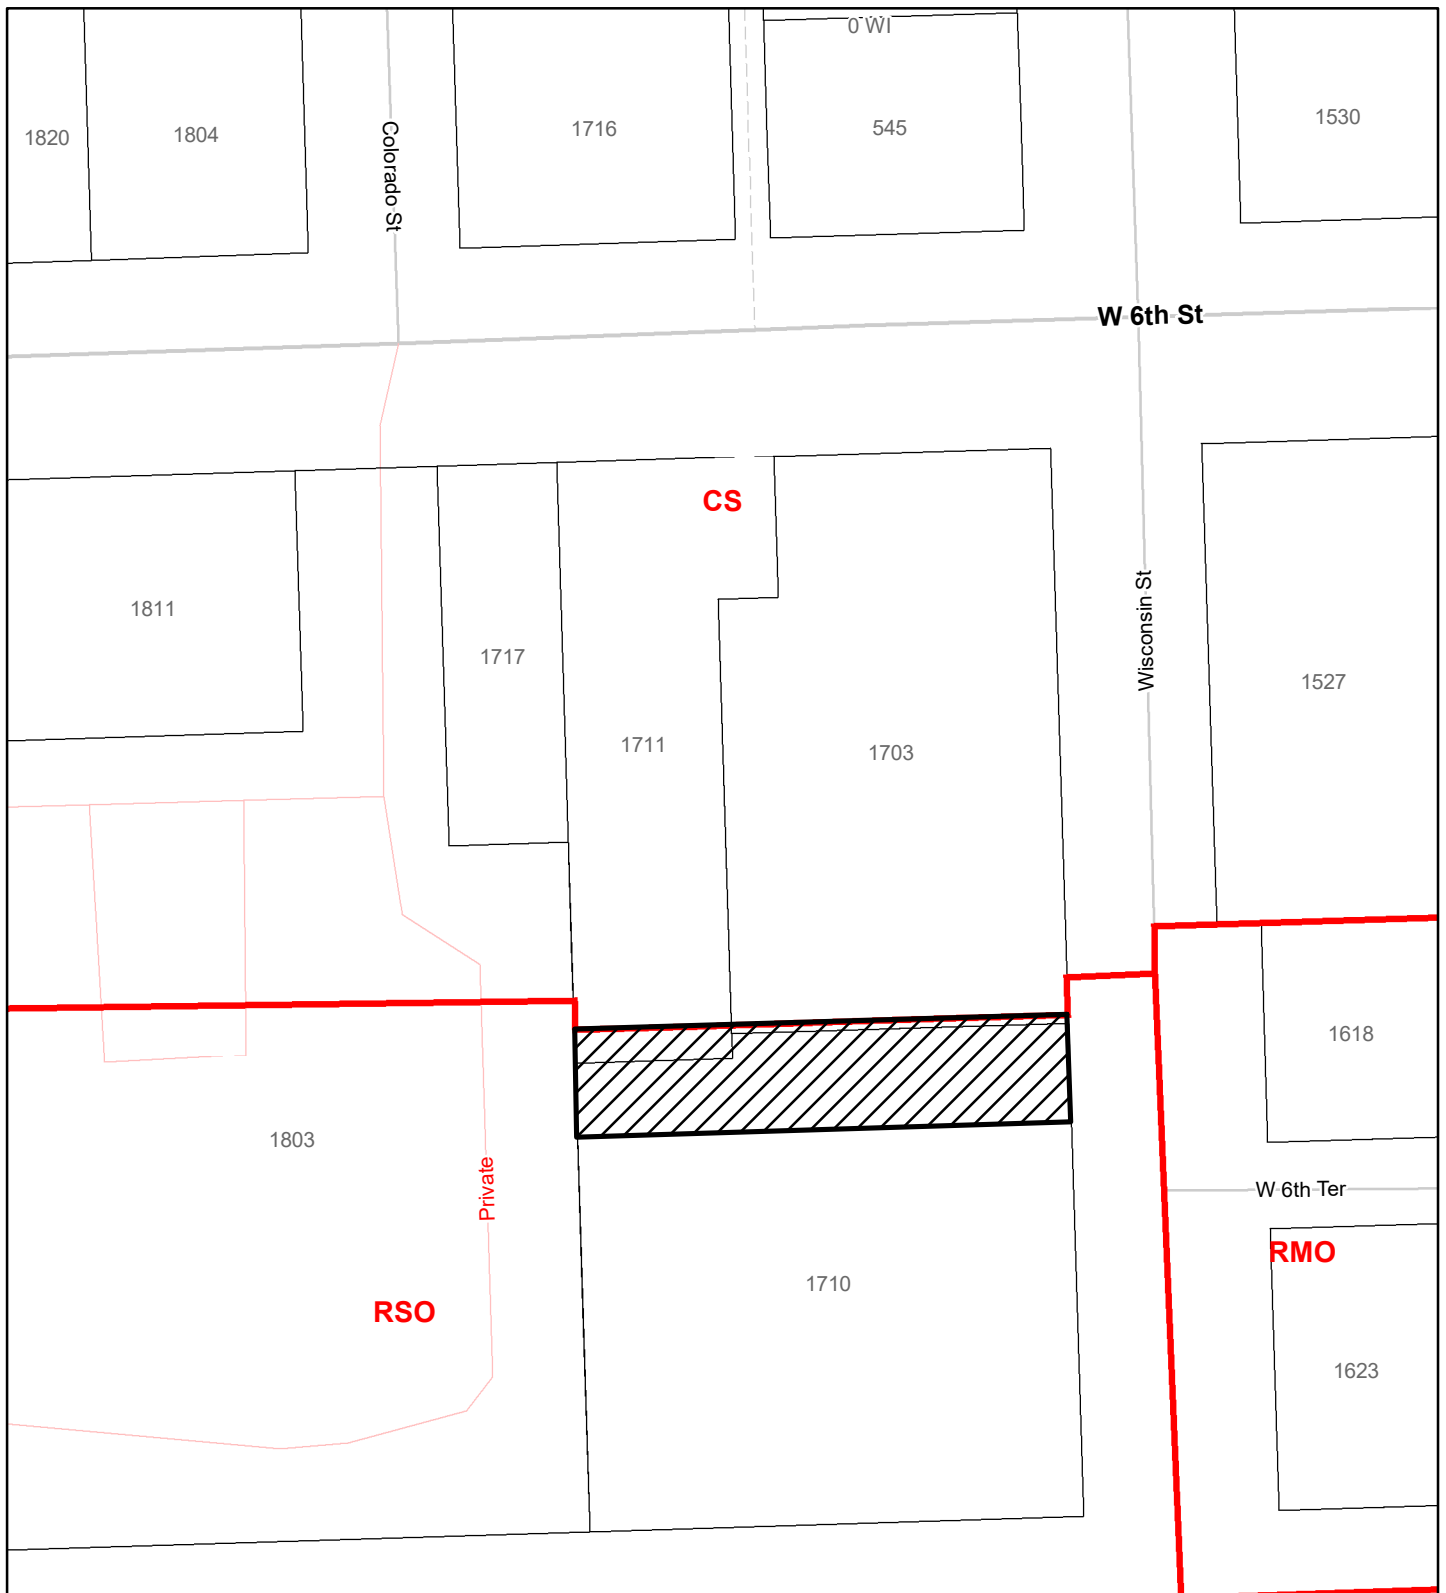 0 WI
1820
1804
Colorado St
1716
545
1530
W 6th St
CS
1811
1717
1711
1703
Wisconsin St
1527
1618
1803
Private
W 6th Ter
RMO
RSO
1710
1623